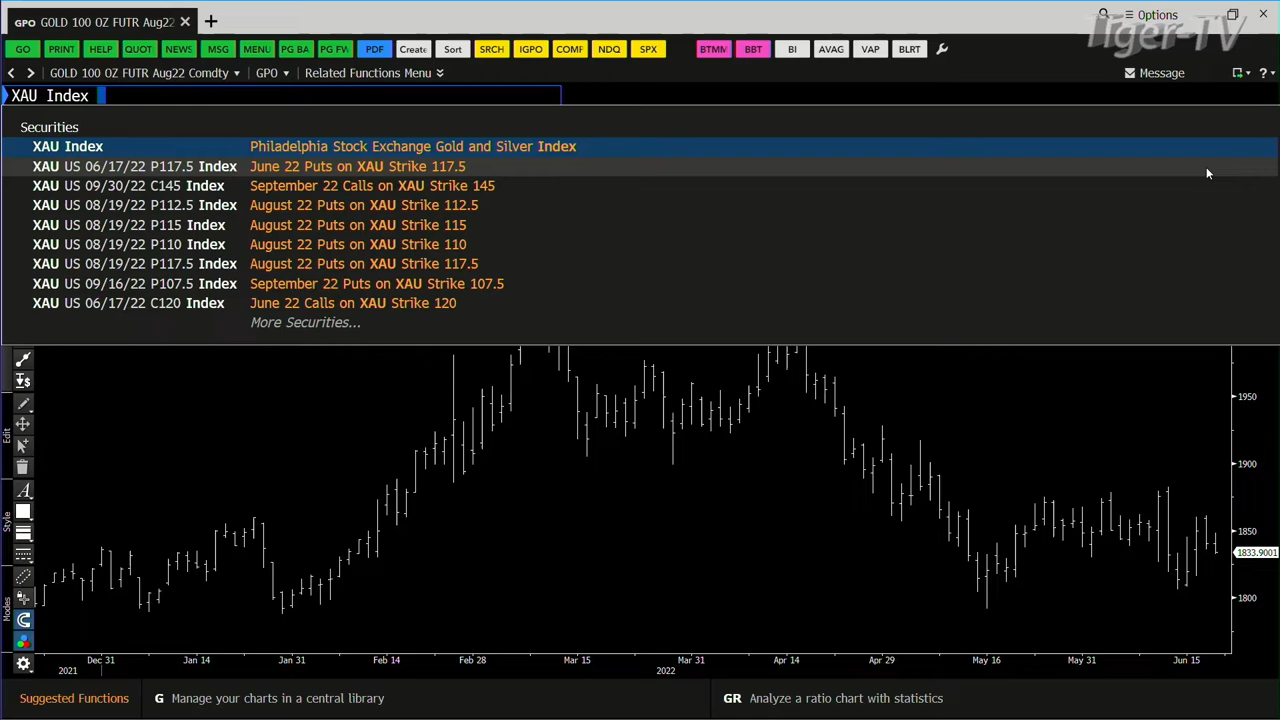 GPO GOLD 100 OZ FUTR Aug22
Options
Tiger-TV
GO PRINT HELP QUOT NEWS MSG MENU PG BA PG FW PDF Create Sort SRCH IGPO COMF NDQ SPX BTMM BBT BI AVAG VAP BLRT
GOLD 100 OZ FUTR Aug22 Comdty GPO Related Functions Menu Message ?
XAU Index
Securities
XAU Index Philadelphia Stock Exchange Gold and Silver Index
XAU US 06/17/22 P117.5 Index June 22 Puts on XAU Strike 117.5
XAU US 09/30/22 C145 Index September 22 Calls on XAU Strike 145
XAU US 08/19/22 P112.5 Index August 22 Puts on XAU Strike 112.5
XAU US 08/19/22 P115 Index August 22 Puts on XAU Strike 115
XAU US 08/19/22 P110 Index August 22 Puts on XAU Strike 110
XAU US 08/19/22 P117.5 Index August 22 Puts on XAU Strike 117.5
XAU US 09/16/22 P107.5 Index September 22 Puts on XAU Strike 107.5
XAU US 06/17/22 C120 Index June 22 Calls on XAU Strike 120
More Securities...
1950
Edit
1900
A
Style
1850
1833.9001
1800
Modes
Dec 31 Jan 14 Jan 31 Feb 14 Feb 28 Mar 15 Mar 31 Apr 14 Apr 29 May 16 May 31 Jun 15
2021 2022
Suggested Functions G Manage your charts in a central library GR Analyze a ratio chart with statistics